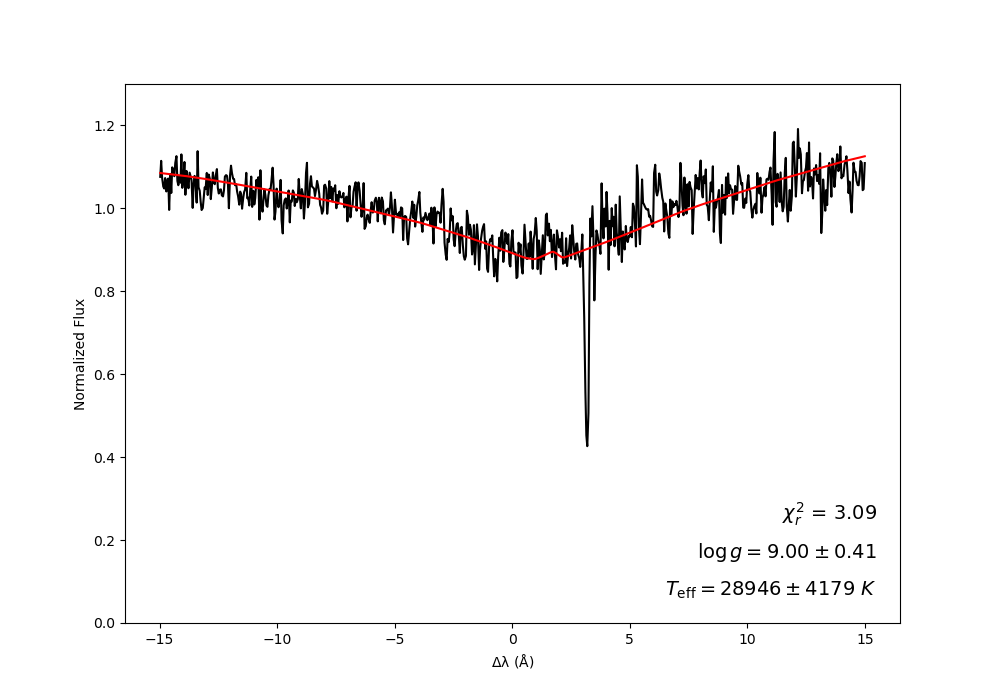 1.2
1.0
0.8
0.6
0.4
0.2
0.0
Normalized Flux
χ²ᵣ = 3.09
log g = 9.00 ± 0.41
T_eff = 28946 ± 4179 K
−15 −10 −5 0 5 10 15
Δλ (Å)